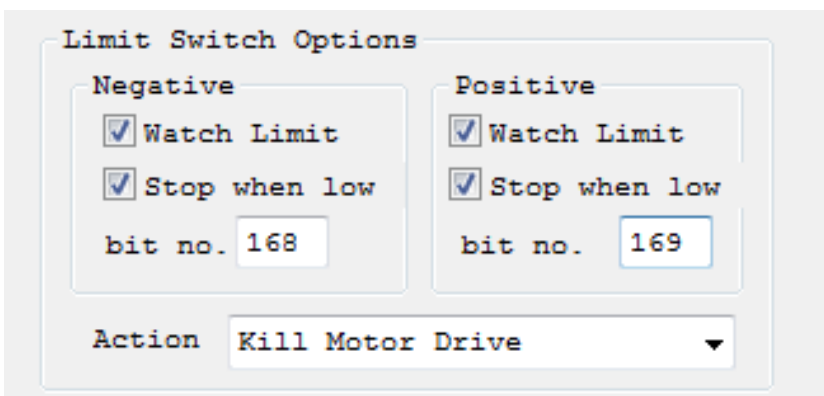 Limit Switch Options
Negative Positive
Watch Limit Watch Limit
Stop when low Stop when low
bit no. 168 bit no. 169
Action Kill Motor Drive